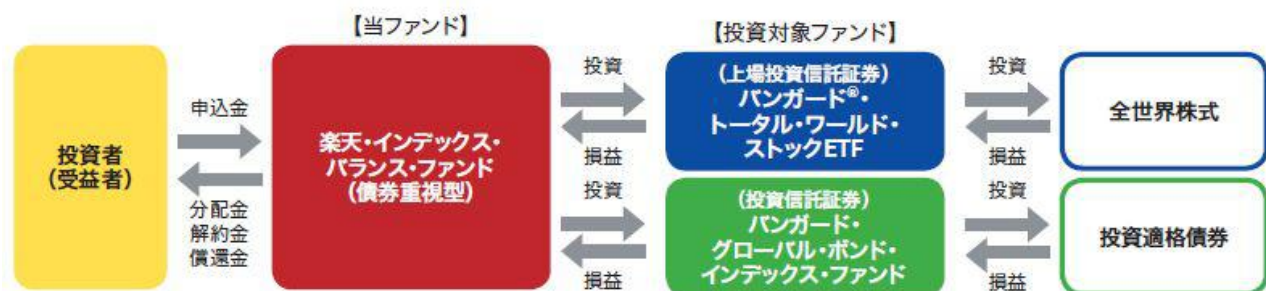 【当ファンド】
【投資対象ファンド】
投資者
(受益者)
申込金
分配金
解約金
償還金
楽天・インデックス・
バランス・ファンド
(債券重視型)
投資
損益
投資
損益
(上場投資信託証券)
バンガード®・
トータル・ワールド・
ストックETF
(投資信託証券)
バンガード・
グローバル・ボンド・
インデックス・ファンド
投資
損益
投資
損益
全世界株式
投資適格債券